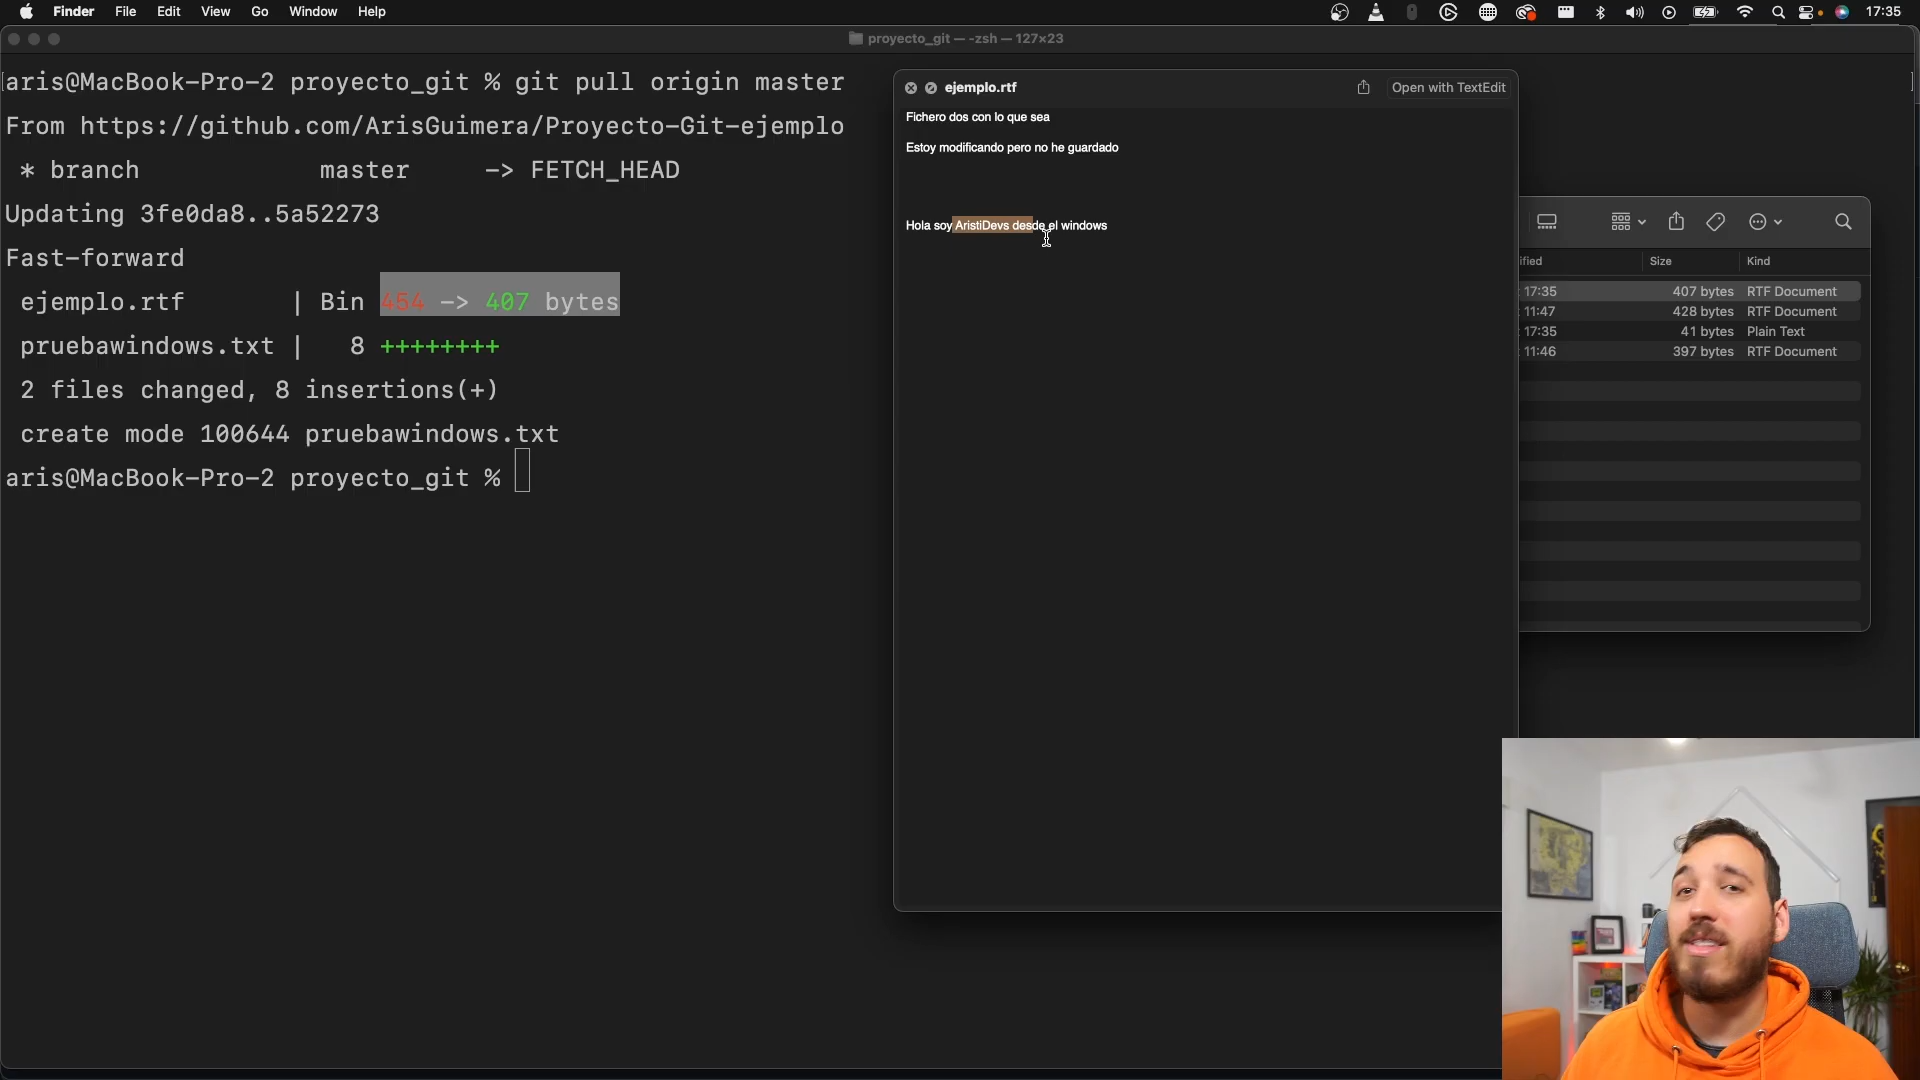 Finder File Edit View Go Window Help 17:35
proyecto_git — -zsh — 127×23
aris@MacBook-Pro-2 proyecto_git % git pull origin master
From https://github.com/ArisGuimera/Proyecto-Git-ejemplo
* branch master -> FETCH_HEAD
Updating 3fe0da8..5a52273
Fast-forward
ejemplo.rtf | Bin 454 -> 407 bytes
pruebawindows.txt | 8 ++++++++
2 files changed, 8 insertions(+)
create mode 100644 pruebawindows.txt
aris@MacBook-Pro-2 proyecto_git %
ejemplo.rtf Open with TextEdit
Fichero dos con lo que sea
Estoy modificando pero no he guardado
Hola soy AristiDevs desde el windows
ified Size Kind
17:35 407 bytes RTF Document
11:47 428 bytes RTF Document
17:35 41 bytes Plain Text
11:46 397 bytes RTF Document